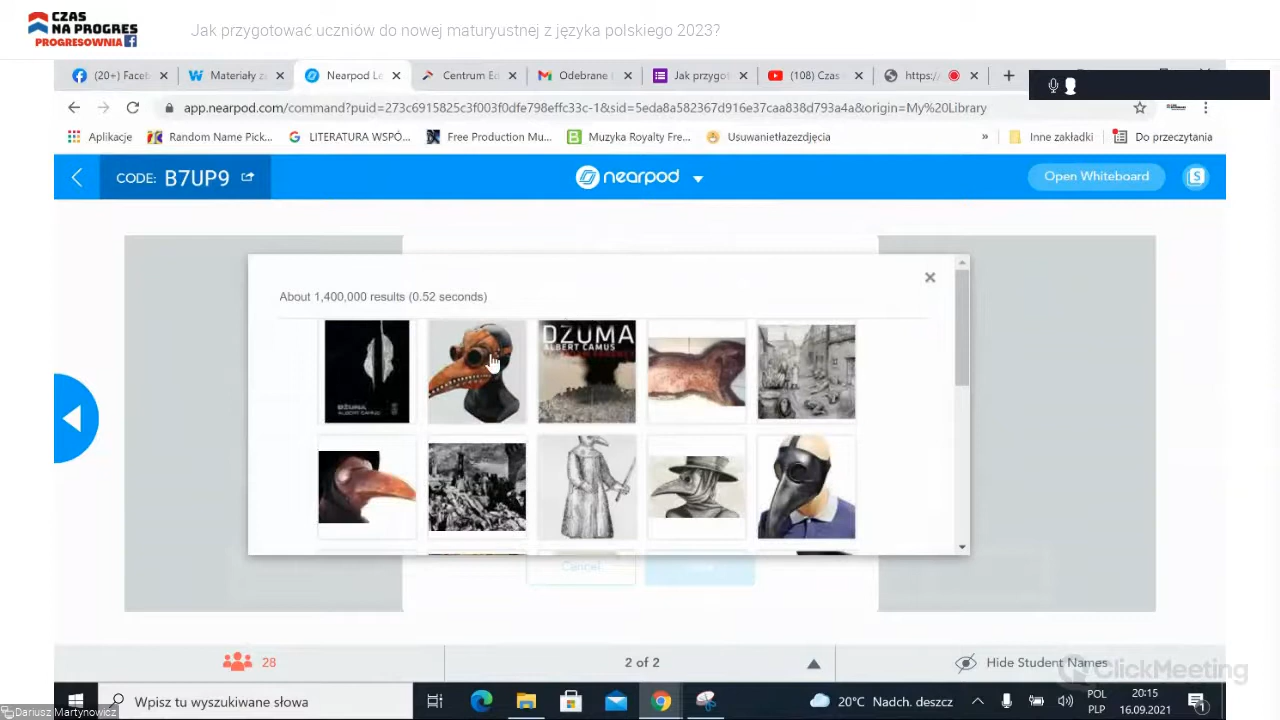 CZAS
NA PROGRES
PROGRESOWNIA
Jak przygotować uczniów do nowej maturyustnej z języka polskiego 2023?
(20+) Faceb
Materiały z
Nearpod Le
Centrum Ed
Odebrane
Jak przygot
(108) Czas
https:/
app.nearpod.com/command?puid=273c6915825c3f003f0dfe798effc33c-1&sid=5eda8a582367d916e37caa838d793a4a&origin=My%20Library
Aplikacje
Random Name Pick...
LITERATURA WSPÓ...
Free Production Mu...
Muzyka Royalty Fre...
Usuwanietłazezdjęcia
»
Inne zakładki
Do przeczytania
CODE: B7UP9
nearpod
Open Whiteboard
S
About 1,400,000 results (0.52 seconds)
DŻUMA
ALBERT CAMUS
DŻUMA
ALBERT CAMUS
Cancel
28
2 of 2
Hide Student Names
ClickMeeting
Wpisz tu wyszukiwane słowa
20°C Nadch. deszcz
POL
PLP
20:15
16.09.2021
1
Dariusz Martynowicz